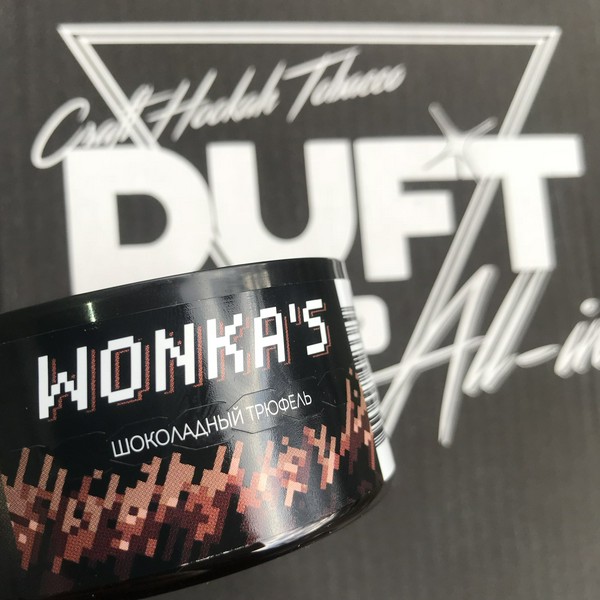 Craft Hookah Tobacco
DUFT
All-in
WONKA'S
ШОКОЛАДНЫЙ ТРЮФЕЛЬ